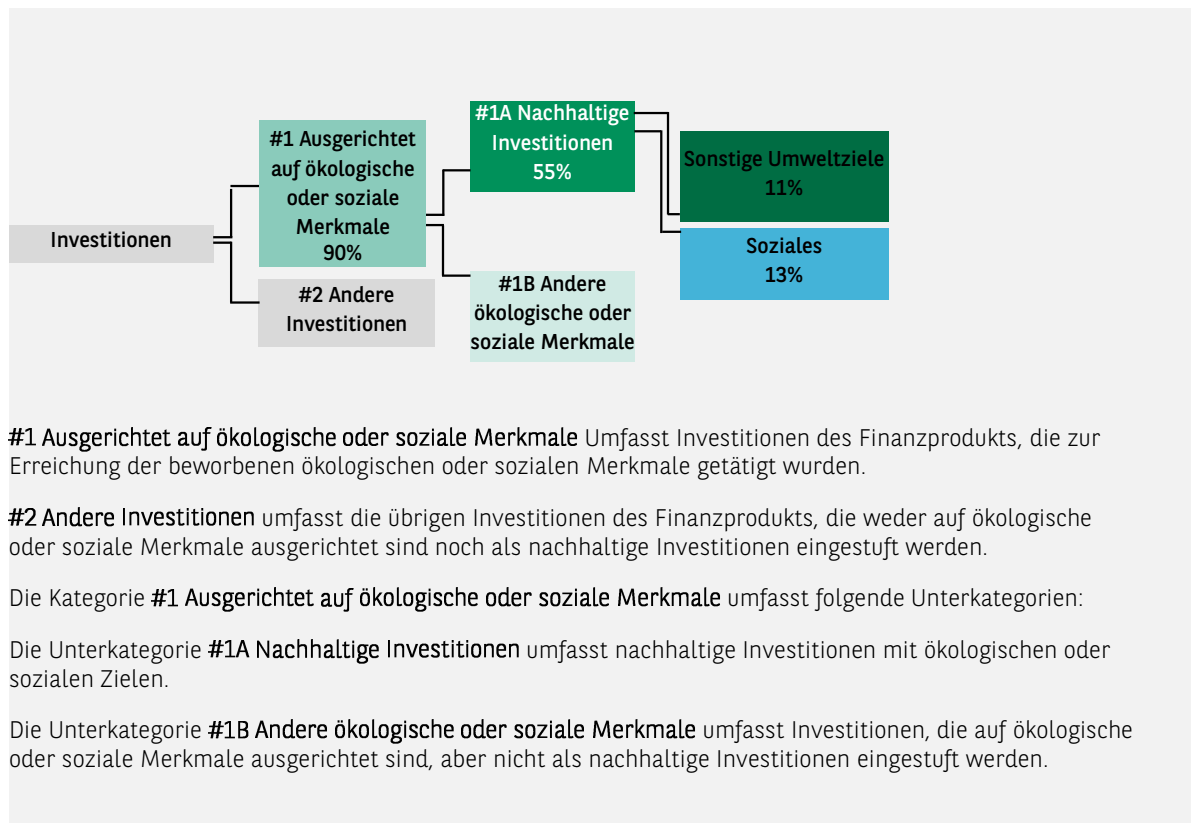 #1A Nachhaltige
Investitionen
55%
#1 Ausgerichtet
auf ökologische
oder soziale
Merkmale
90%
Sonstige Umweltziele
11%
Investitionen
Soziales
13%
#2 Andere
Investitionen
#1B Andere
ökologische oder
soziale Merkmale
#1 Ausgerichtet auf ökologische oder soziale Merkmale Umfasst Investitionen des Finanzprodukts, die zur
Erreichung der beworbenen ökologischen oder sozialen Merkmale getätigt wurden.
#2 Andere Investitionen umfasst die übrigen Investitionen des Finanzprodukts, die weder auf ökologische
oder soziale Merkmale ausgerichtet sind noch als nachhaltige Investitionen eingestuft werden.
Die Kategorie #1 Ausgerichtet auf ökologische oder soziale Merkmale umfasst folgende Unterkategorien:
Die Unterkategorie #1A Nachhaltige Investitionen umfasst nachhaltige Investitionen mit ökologischen oder
sozialen Zielen.
Die Unterkategorie #1B Andere ökologische oder soziale Merkmale umfasst Investitionen, die auf ökologische
oder soziale Merkmale ausgerichtet sind, aber nicht als nachhaltige Investitionen eingestuft werden.